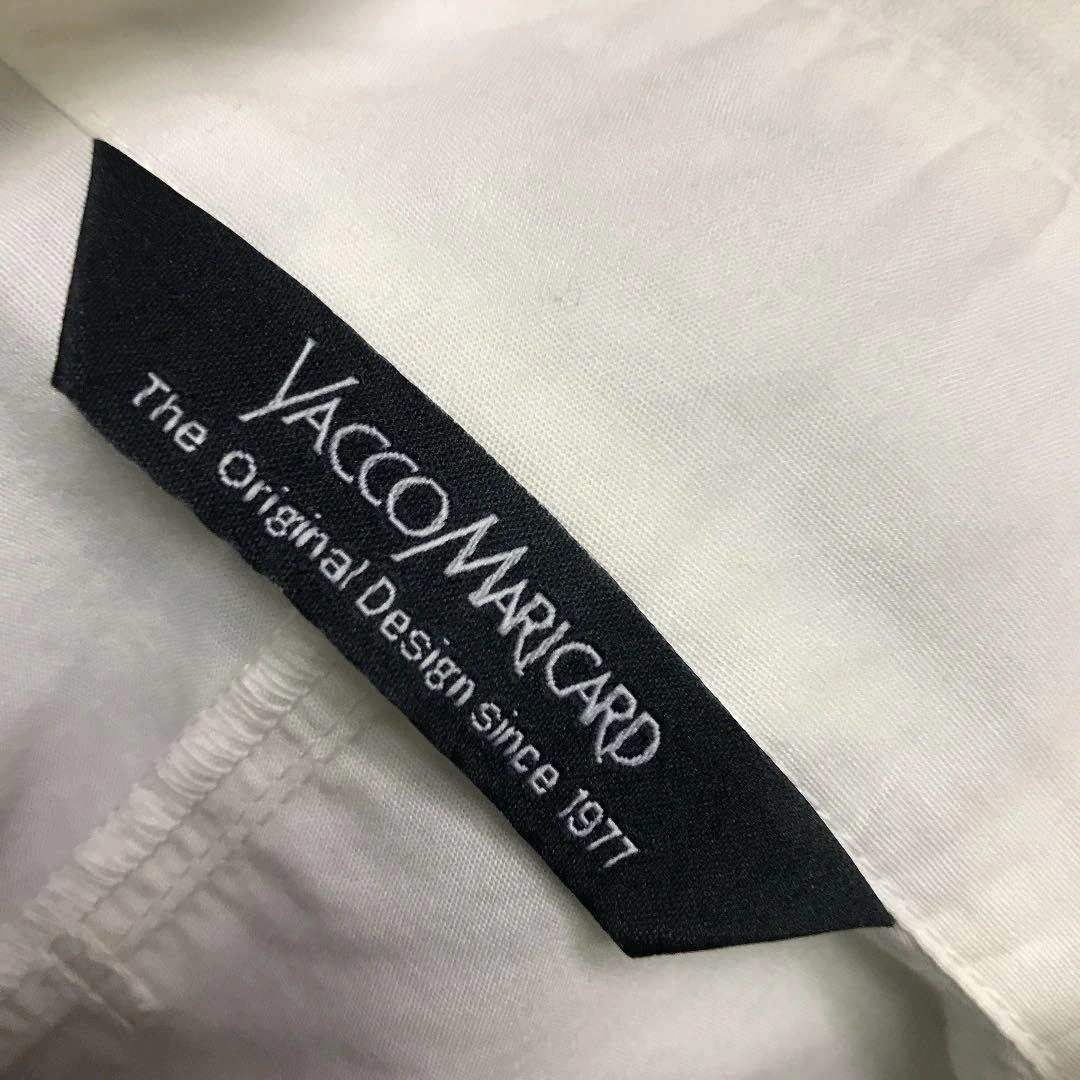 YACCOMARICARD
The Original Design since 1977